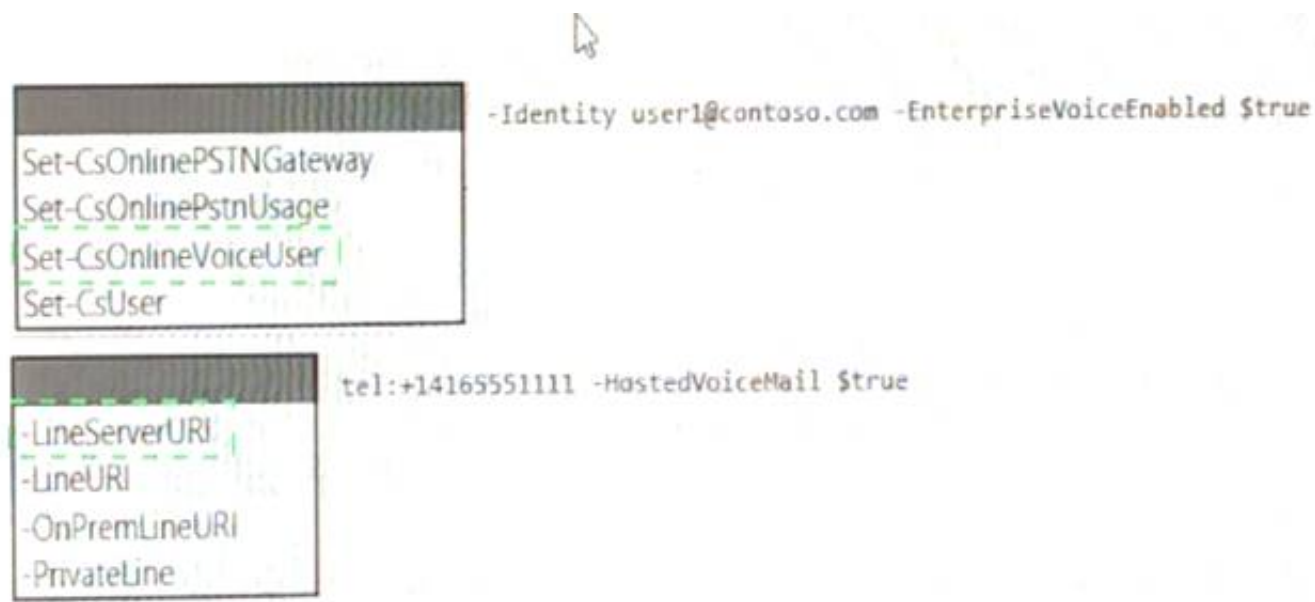 -Identity user1@contoso.com -EnterpriseVoiceEnabled $true
Set-CsOnlinePSTNGateway
Set-CsOnlinePstnUsage
Set-CsOnlineVoiceUser
Set-CsUser
tel:+14165551111 -HostedVoiceMail $true
-LineServerURI
-LineURI
-OnPremLineURI
-PrivateLine